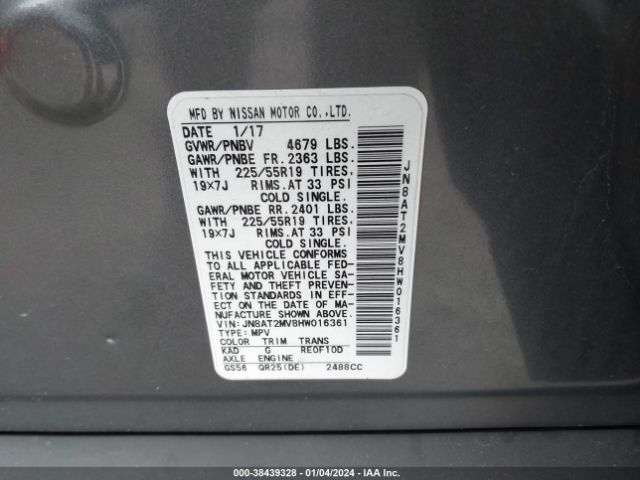 MFD BY NISSAN MOTOR CO.,LTD.
DATE 1/17
GVWR/PNBV 4679 LBS.
GAWR/PNBE FR. 2363 LBS.
WITH 225/55R19 TIRES.
19×7J RIMS.AT 33 PSI
COLD SINGLE.
GAWR/PNBE RR. 2401 LBS.
WITH 225/55R19 TIRES.
19×7J RIMS.AT 33 PSI
COLD SINGLE.
THIS VEHICLE CONFORMS
TO ALL APPLICABLE FED-
ERAL MOTOR VEHICLE SA-
FETY AND THEFT PREVENTION
STANDARDS IN EFFECT
ON THE DATE OF MA-
NUFACTURE SHOWN ABOVE.
VIN: JN8AT2MV8HW016361
TYPE: MPV
COLOR TRIM TRANS
KAD G RE0F10D
AXLE ENGINE
GS56 QR25(DE) 2488CC
JN8AT2MV8HW016361
000-38439328 - 01/04/2024 - IAA Inc.